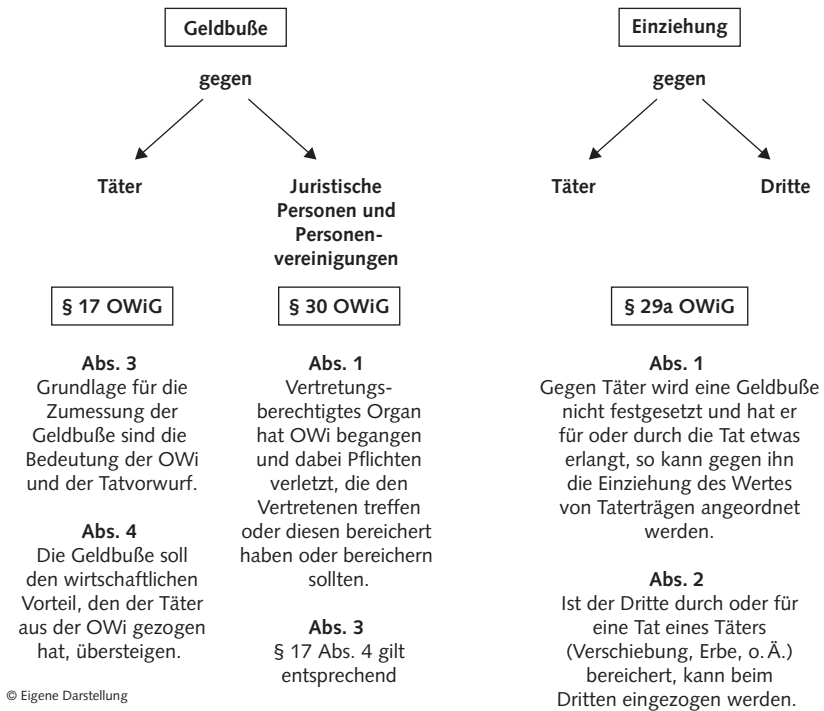 Geldbuße
gegen
Täter
Juristische
Personen und
Personen-
vereinigungen
§ 17 OWiG
Abs. 3
Grundlage für die
Zumessung der
Geldbuße sind die
Bedeutung der OWi
und der Tatvorwurf.
Abs. 4
Die Geldbuße soll
den wirtschaftlichen
Vorteil, den der Täter
aus der OWi gezogen
hat, übersteigen.
§ 30 OWiG
Abs. 1
Vertretungs-
berechtigtes Organ
hat OWi begangen
und dabei Pflichten
verletzt, die den
Vertretenen treffen
oder diesen bereichert
haben oder bereichern
sollten.
Abs. 3
§ 17 Abs. 4 gilt
entsprechend
Einziehung
gegen
Täter
Dritte
§ 29a OWiG
Abs. 1
Gegen Täter wird eine Geldbuße
nicht festgesetzt und hat er
für oder durch die Tat etwas
erlangt, so kann gegen ihn
die Einziehung des Wertes
von Taterträgen angeordnet
werden.
Abs. 2
Ist der Dritte durch oder für
eine Tat eines Täters
(Verschiebung, Erbe, o. Ä.)
bereichert, kann beim
Dritten eingezogen werden.
© Eigene Darstellung